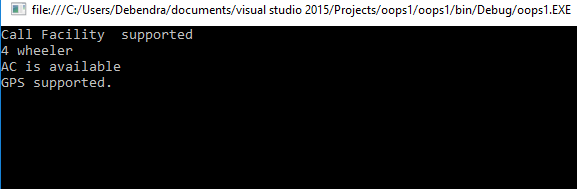 file:///C:/Users/Debendra/documents/visual studio 2015/Projects/oops1/oops1/bin/Debug/oops1.EXE
Call Facility  supported
4 wheeler
AC is available
GPS supported.